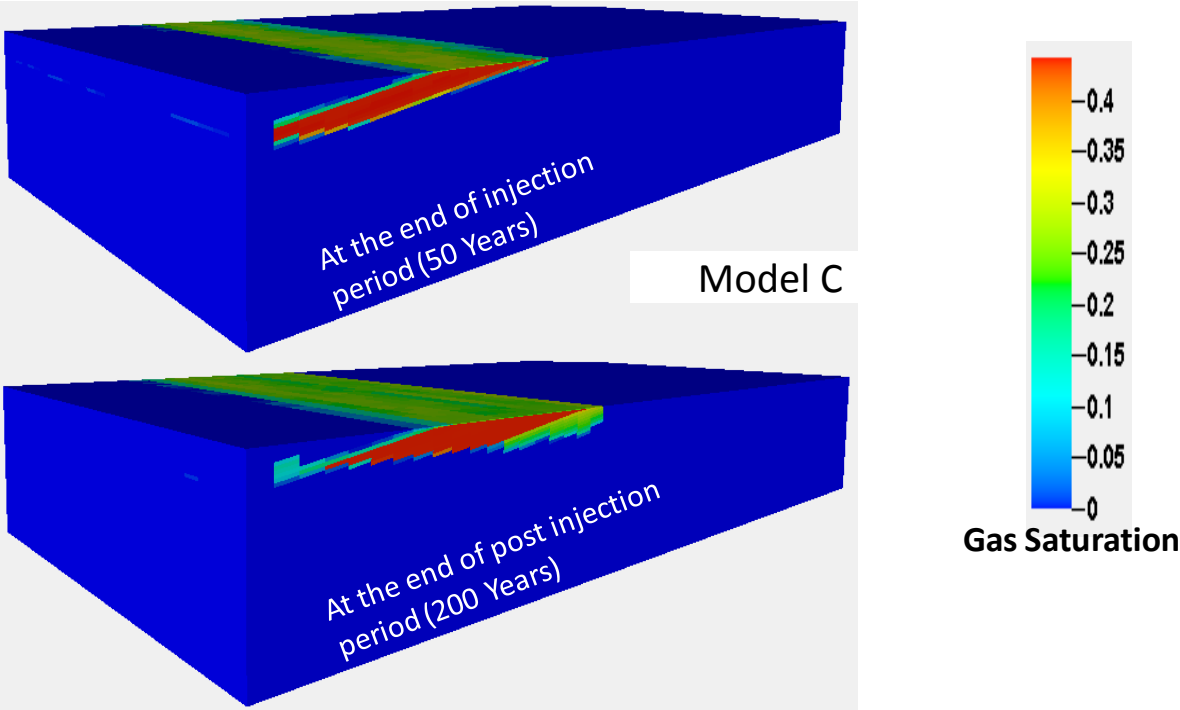 At the end of injection
period (50 Years)
Model C
At the end of post injection
period (200 Years)
0.4
0.35
0.3
0.25
0.2
0.15
0.1
0.05
0
Gas Saturation